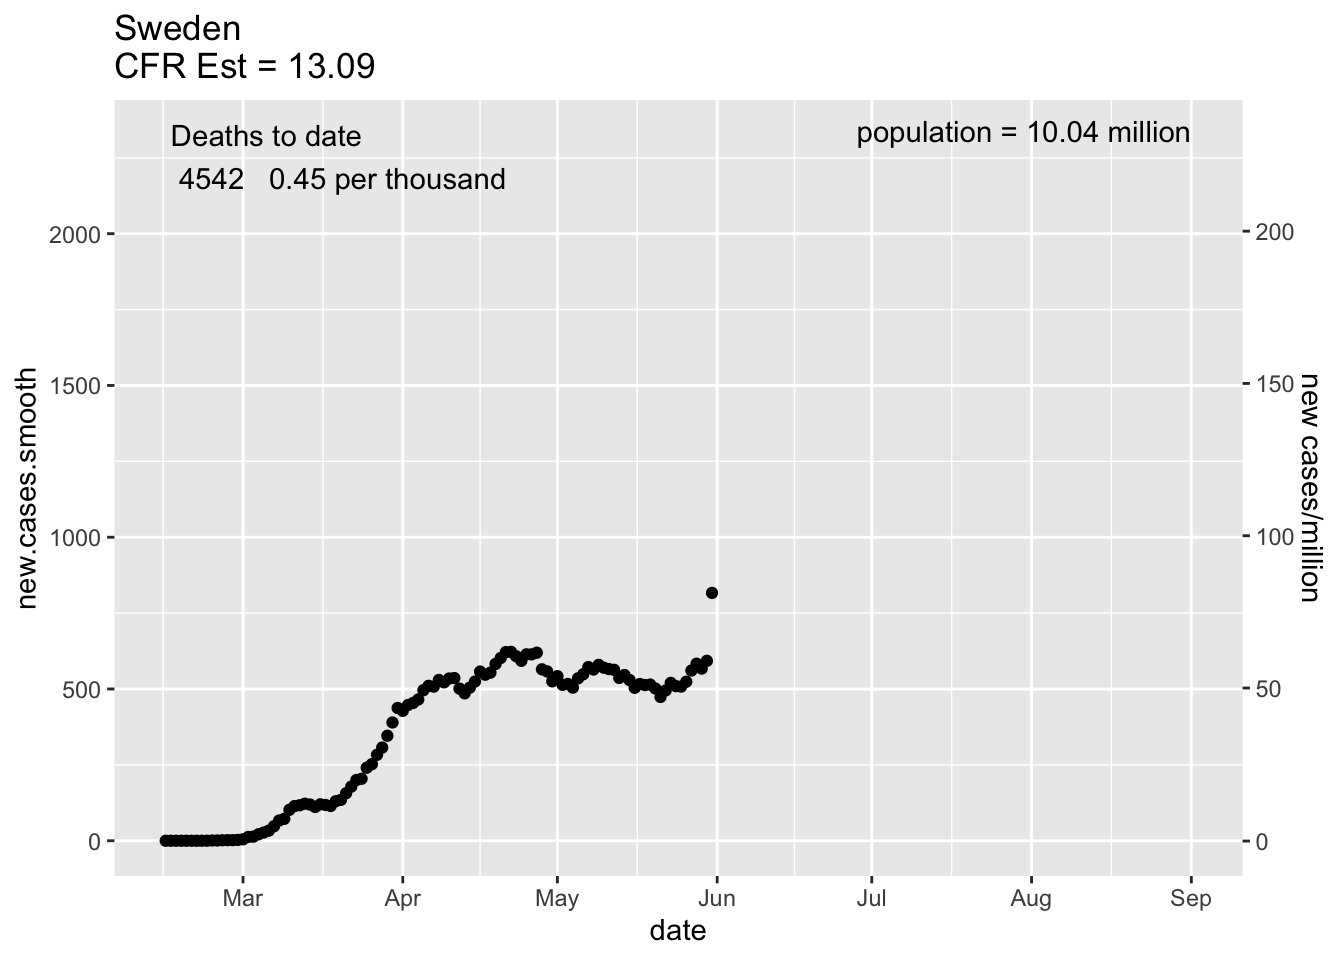 Sweden
CFR Est = 13.09
Deaths to date
population = 10.04 million
4542 0.45 per thousand
2000
200
1500
150
1000
100
500
50
0
0
new.cases.smooth
new cases/million
Mar Apr May Jun Jul Aug Sep
date